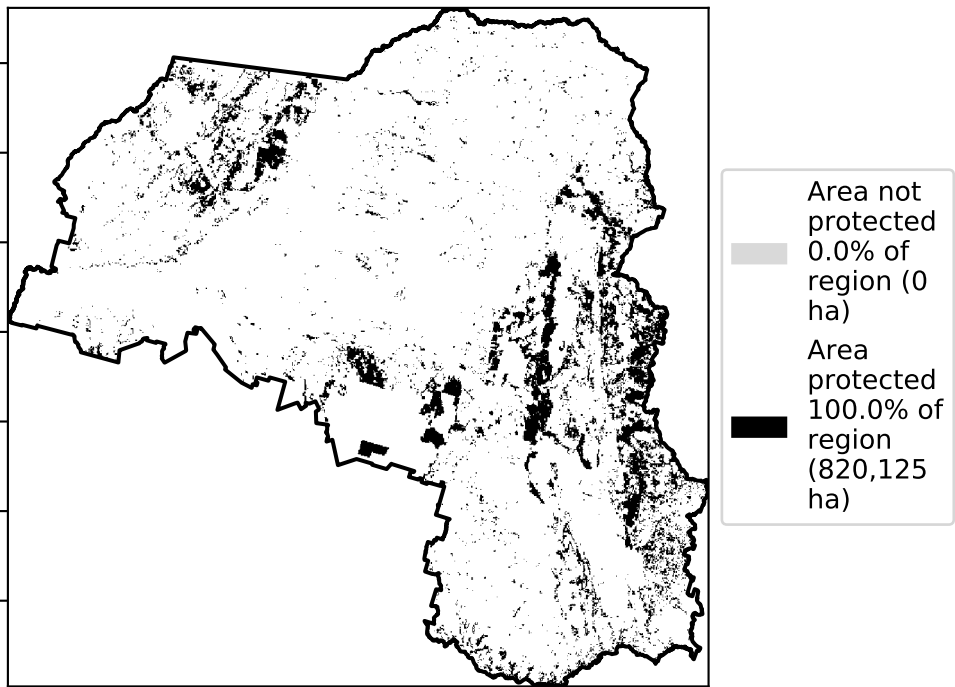 Area not
protected
0.0% of
region (0
ha)
Area
protected
100.0% of
region
(820,125
ha)